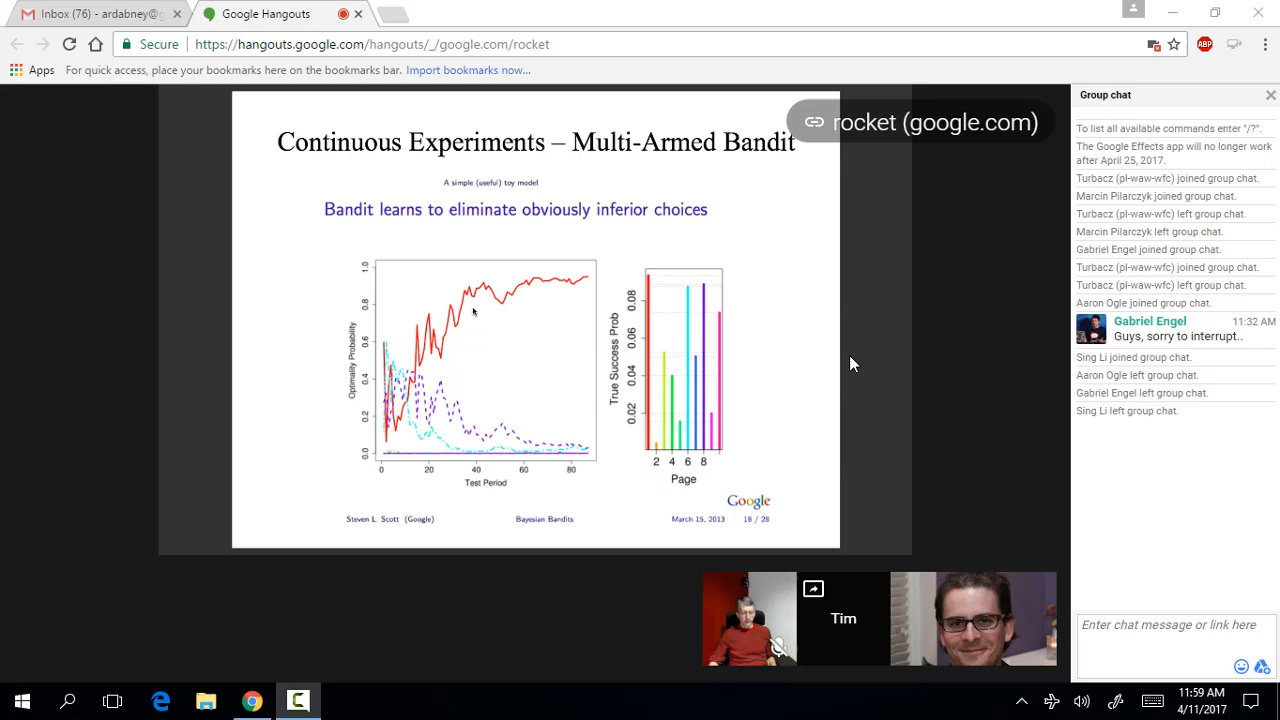 Inbox (76) - ardabney@g
Google Hangouts
Secure
https://hangouts.google.com/hangouts/_/google.com/rocket
ABP
Apps
For quick access, place your bookmarks here on the bookmarks bar. Import bookmarks now...
rocket (google.com)
Continuous Experiments – Multi-Armed Bandit
A simple (useful) toy model
Bandit learns to eliminate obviously inferior choices
Optimality Probability
0.0 0.2 0.4 0.6 0.8 1.0
0 20 40 60 80
Test Period
True Success Prob
0.02 0.04 0.06 0.08
2 4 6 8
Page
Google
Steven L. Scott (Google)
Bayesian Bandits
March 15, 2013
18 / 28
Tim
Group chat
To list all available commands enter "/?".
The Google Effects app will no longer work
after April 25, 2017.
Turbacz (pl-waw-wfc) joined group chat.
Marcin Pilarczyk joined group chat.
Turbacz (pl-waw-wfc) left group chat.
Marcin Pilarczyk left group chat.
Gabriel Engel joined group chat.
Turbacz (pl-waw-wfc) joined group chat.
Turbacz (pl-waw-wfc) left group chat.
Aaron Ogle joined group chat.
Gabriel Engel 11:32 AM
Guys, sorry to interrupt..
Sing Li joined group chat.
Aaron Ogle left group chat.
Gabriel Engel left group chat.
Sing Li left group chat.
Enter chat message or link here
11:59 AM
4/11/2017